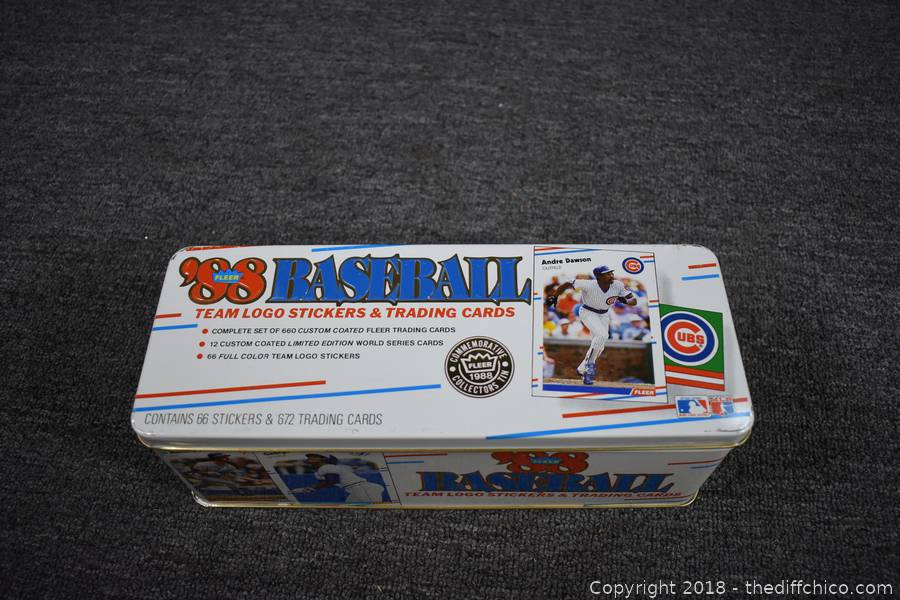 '88 BASEBALL
FLEER
TEAM LOGO STICKERS & TRADING CARDS
COMPLETE SET OF 660 CUSTOM COATED FLEER TRADING CARDS
12 CUSTOM COATED LIMITED EDITION WORLD SERIES CARDS
66 FULL COLOR TEAM LOGO STICKERS
COMMEMORATIVE
FLEER
1988
COLLECTORS TIN
Andre Dawson
OUTFIELD
CUBS
FLEER
CONTAINS 66 STICKERS & 672 TRADING CARDS
'88
BASEBALL
TEAM LOGO STICKERS & TRADING CARDS
Copyright 2018 - thediffchico.com